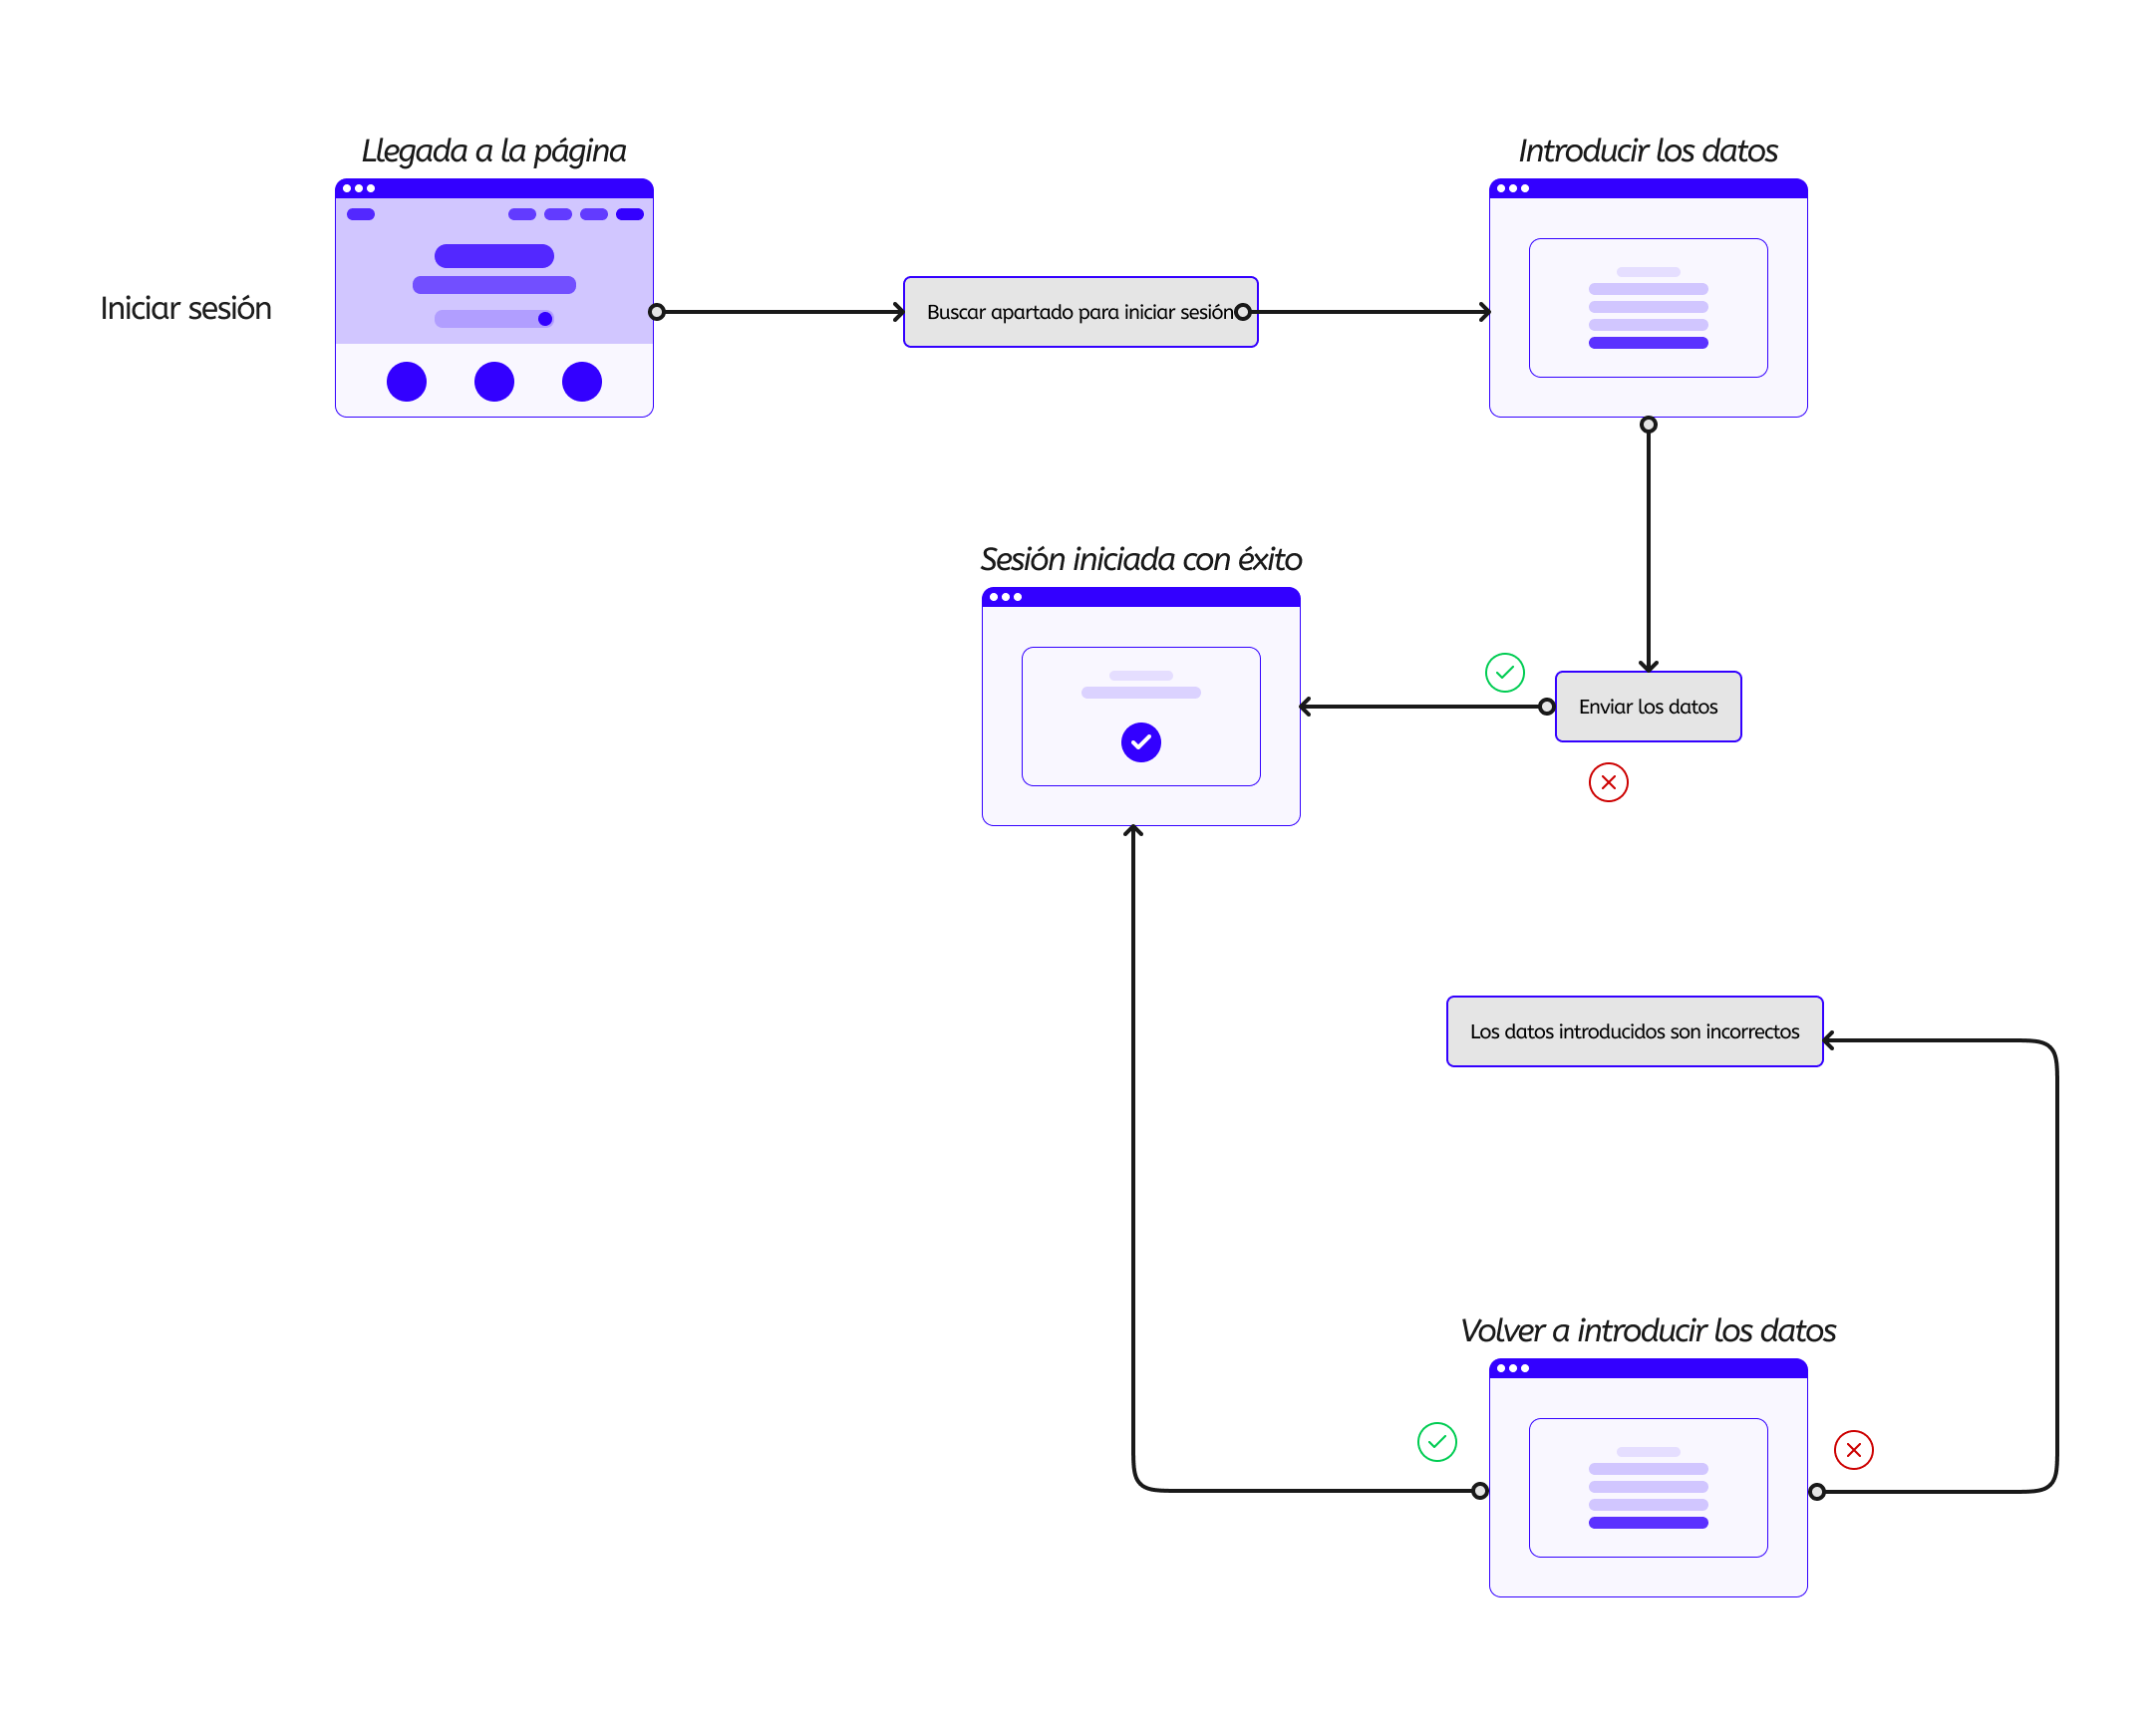 Llegada a la página
Introducir los datos
Iniciar sesión
Buscar apartado para iniciar sesión
Sesión iniciada con éxito
Enviar los datos
Los datos introducidos son incorrectos
Volver a introducir los datos